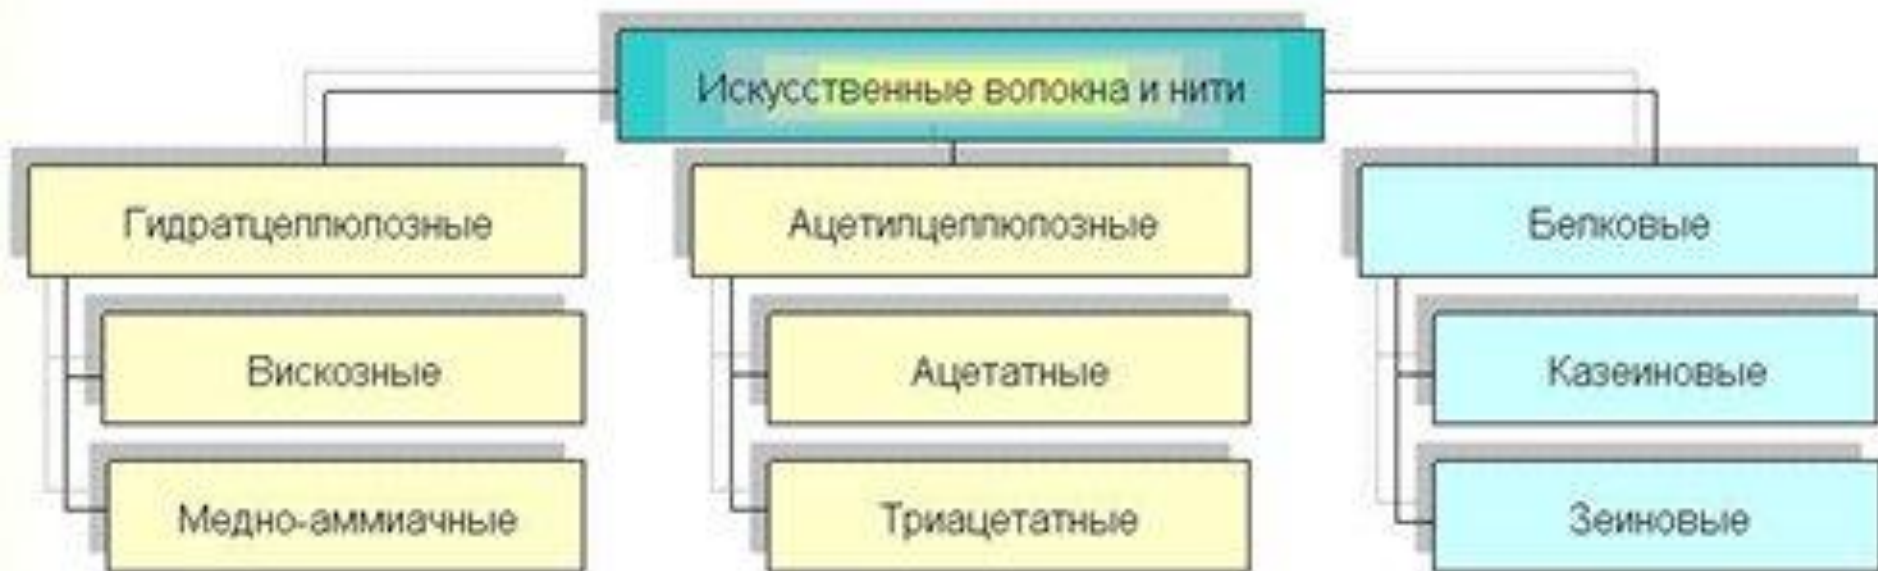 Искусственные волокна и нити
Гидратцеллюлозные
Ацетилцеллюлозные
Белковые
Вискозные
Ацетатные
Казеиновые
Медно-аммиачные
Триацетатные
Зеиновые